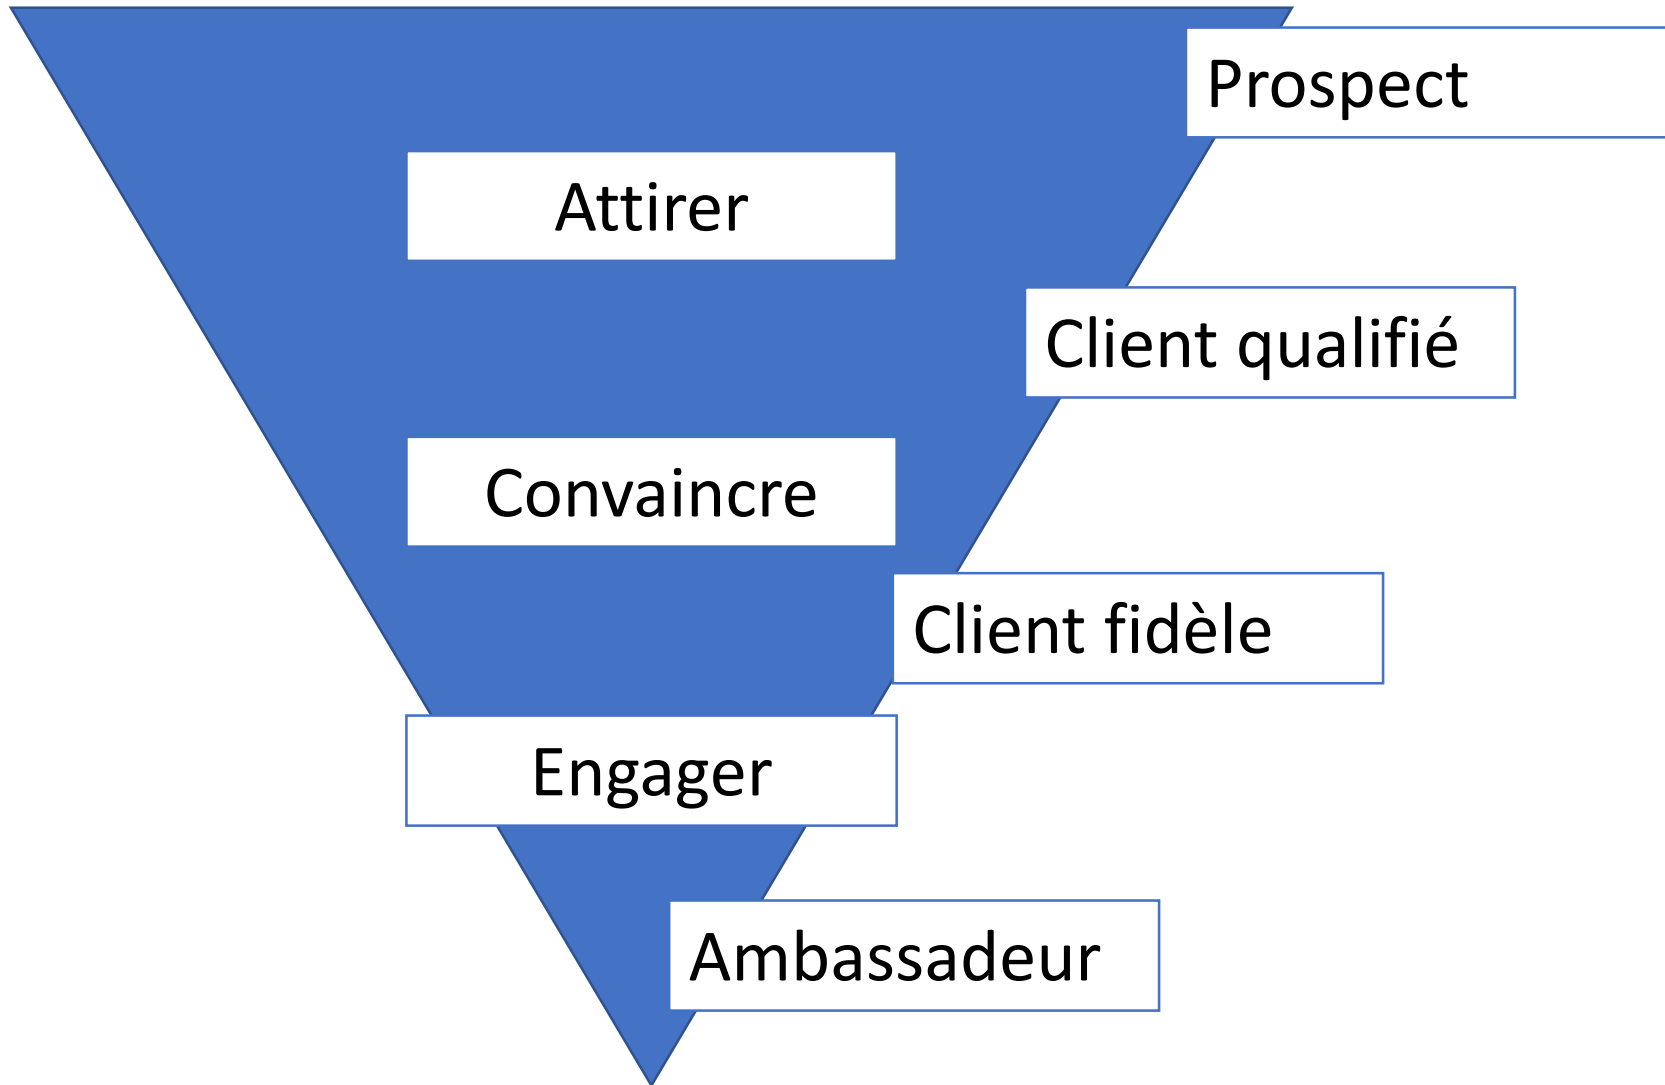 Prospect
Attirer
Client qualifié
Convaincre
Client fidèle
Engager
Ambassadeur